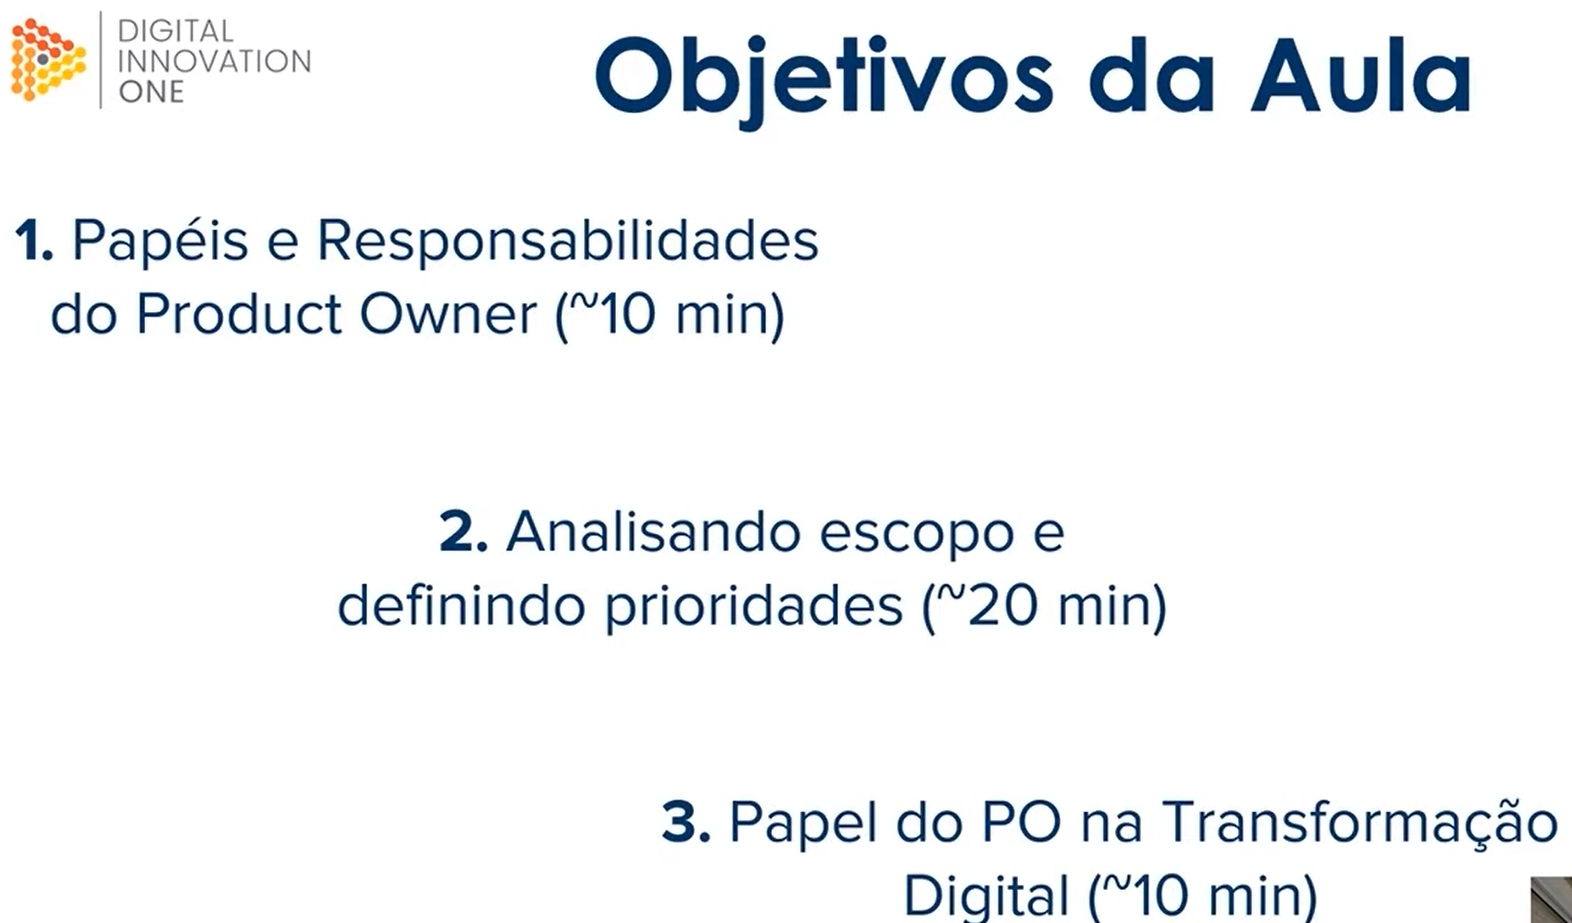 DIGITAL
INNOVATION
ONE
Objetivos da Aula
1. Papéis e Responsabilidades
do Product Owner (~10 min)
2. Analisando escopo e
definindo prioridades (~20 min)
3. Papel do PO na Transformação
Digital (~10 min)